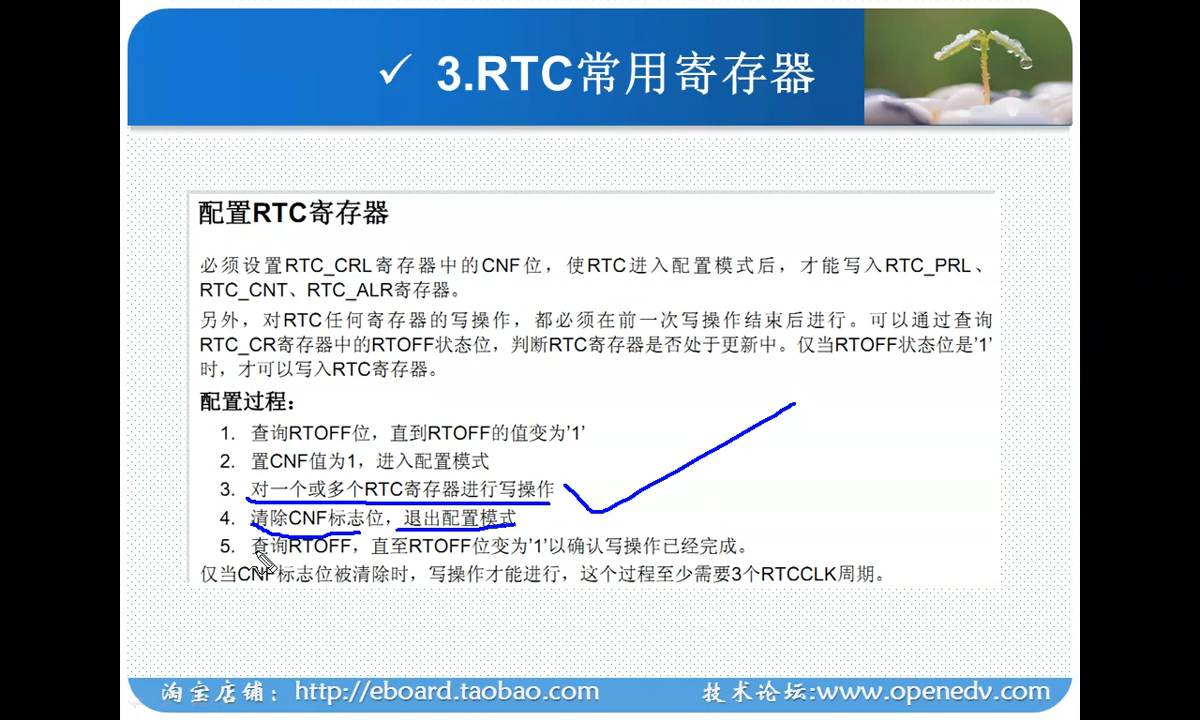 ✓ 3.RTC常用寄存器
配置RTC寄存器
必须设置RTC_CRL寄存器中的CNF位，使RTC进入配置模式后，才能写入RTC_PRL、
RTC_CNT、RTC_ALR寄存器。
另外，对RTC任何寄存器的写操作，都必须在前一次写操作结束后进行。可以通过查询
RTC_CR寄存器中的RTOFF状态位，判断RTC寄存器是否处于更新中。仅当RTOFF状态位是’1’
时，才可以写入RTC寄存器。
配置过程：
1. 查询RTOFF位，直到RTOFF的值变为’1’
2. 置CNF值为1，进入配置模式
3. 对一个或多个RTC寄存器进行写操作
4. 清除CNF标志位，退出配置模式
5. 查询RTOFF，直至RTOFF位变为’1’以确认写操作已经完成。
仅当CNF标志位被清除时，写操作才能进行，这个过程至少需要3个RTCCLK周期。
淘宝店铺：http://eboard.taobao.com
技术论坛:www.openedv.com